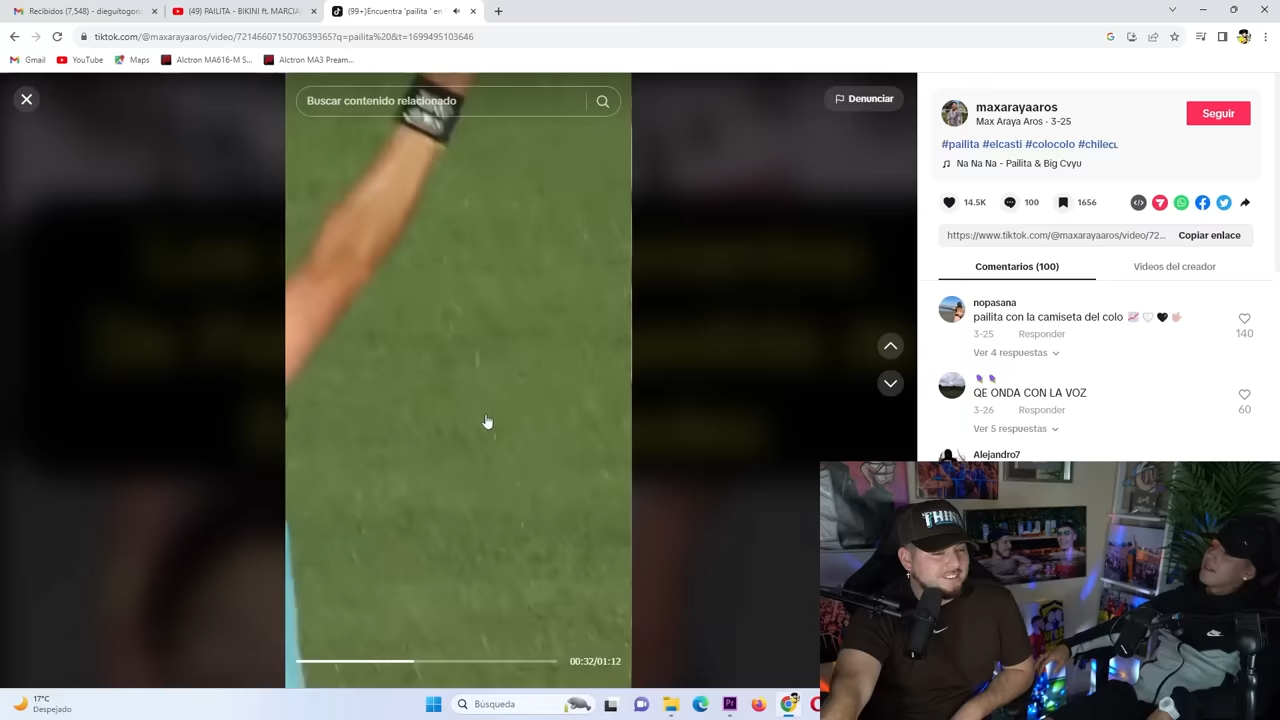 Recibidos (7,548) - dieguitogon
(49) PAILITA - BIKINI ft. MARCIA
(99+)Encuentra 'pailita ' en
tiktok.com/@maxarayaaros/video/7214660715070639365?q=pailita%20&t=1699495103646
Gmail
YouTube
Maps
Alctron MA616-M S...
Alctron MA3 Pream...
Buscar contenido relacionado
Denunciar
maxarayaaros
Max Araya Aros · 3-25
Seguir
#pailita #elcasti #colocolo #chile🇨🇱
Na Na Na - Pailita & Big Cvyu
14.5K
100
1656
https://www.tiktok.com/@maxarayaaros/video/72...
Copiar enlace
Comentarios (100)
Videos del creador
nopasana
pailita con la camiseta del colo 📈🤍🖤🤘🏻
140
3-25
Responder
Ver 4 respuestas
QE ONDA CON LA VOZ
60
3-26
Responder
Ver 5 respuestas
Alejandro7
00:32/01:12
THIN
17°C
Despejado
Búsqueda